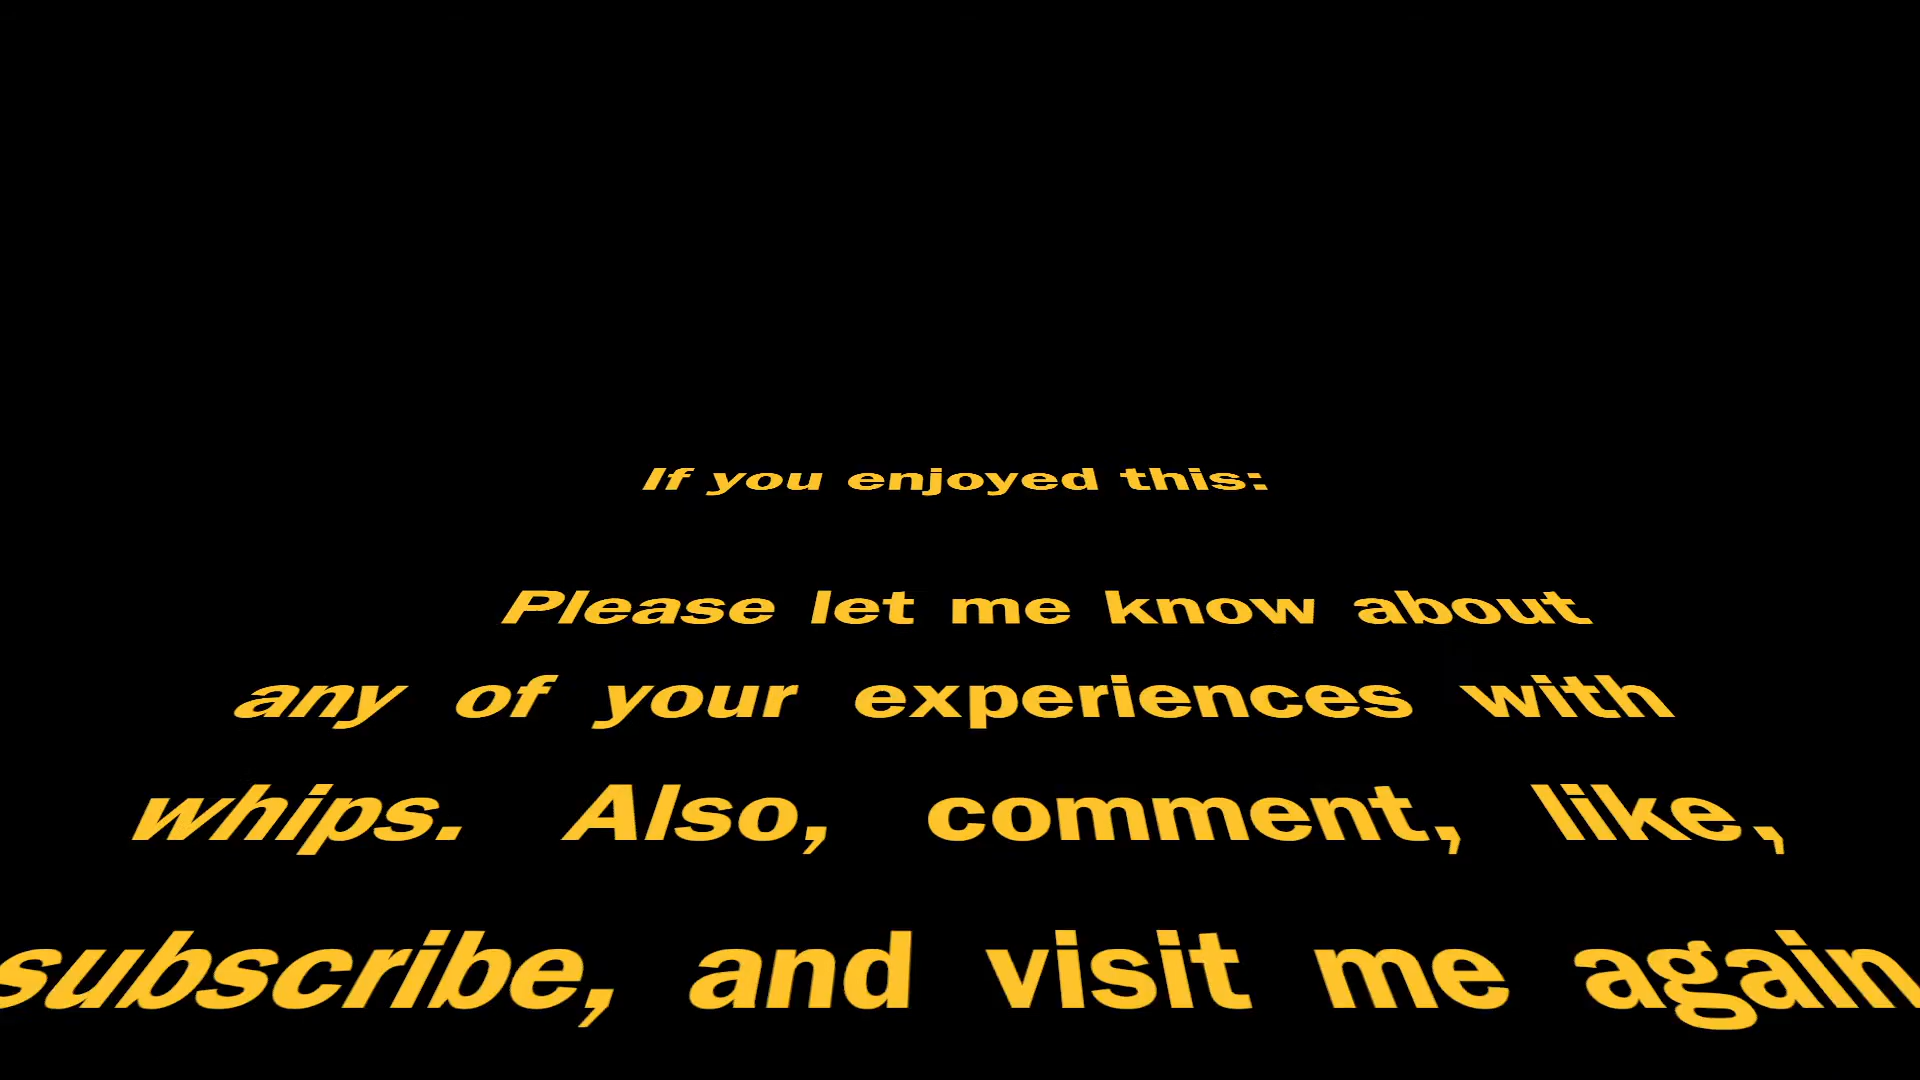 If you enjoyed this:
Please let me know about
any of your experiences with
whips. Also, comment, like,
subscribe, and visit me again